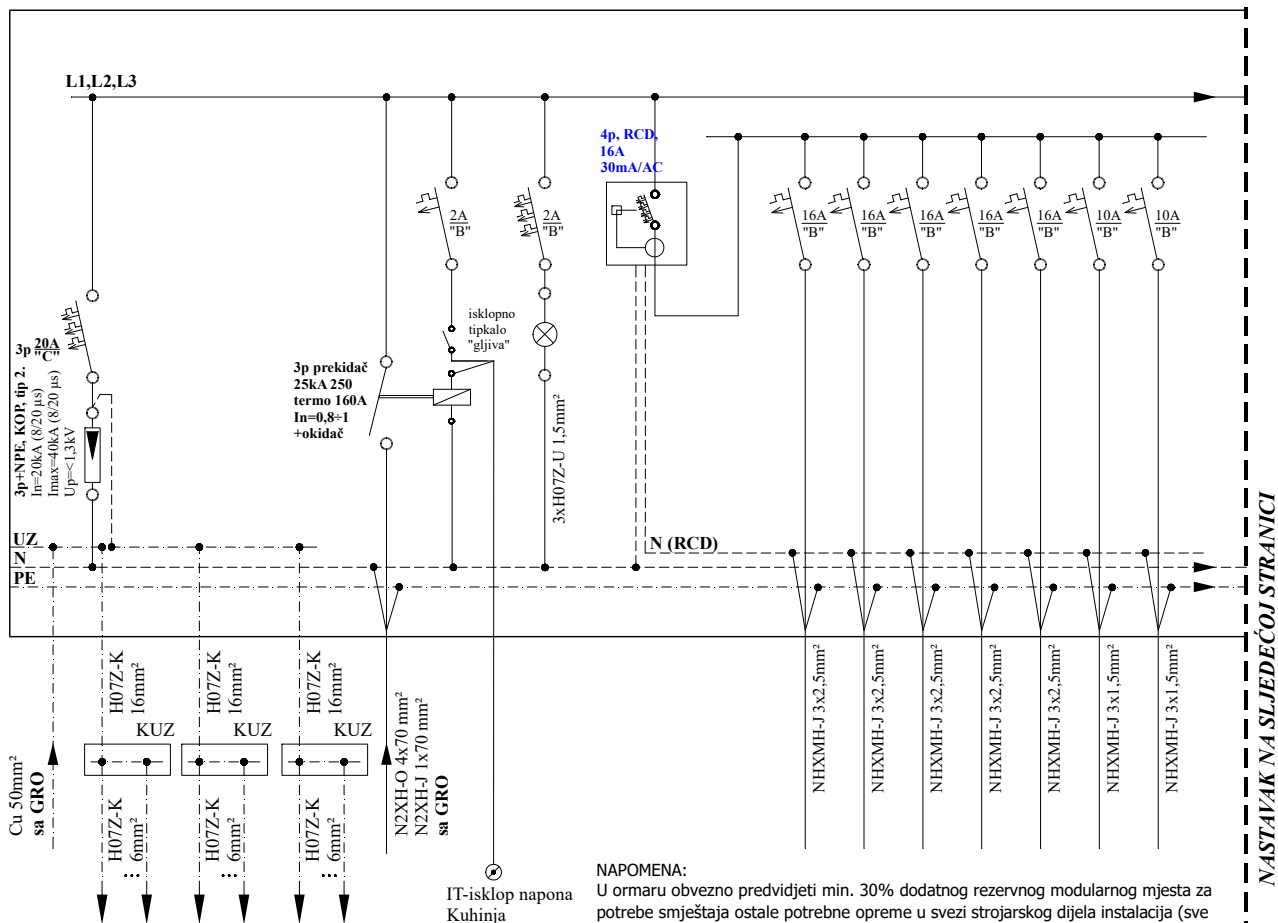 L1,L2,L3
4p, RCD,
16A
30mA/AC
2A
"B"
2A
"B"
16A
"B"
16A
"B"
16A
"B"
16A
"B"
16A
"B"
10A
"B"
10A
"B"
isklopno
tipkalo
"gljiva"
3p 20A
"C"
3p+NPE, KOP, tip 2.
In=20kA (8/20 µs)
Imax=40kA (8/20 µs)
Up=<1,3kV
3p prekidač
25kA 250
termo 160A
In=0,8÷1
+okidač
3xH07Z-U 1,5mm²
UZ
N
PE
N (RCD)
Cu 50mm²
sa GRO
H07Z-K
16mm²
H07Z-K
16mm²
H07Z-K
16mm²
KUZ
KUZ
KUZ
H07Z-K
6mm²
...
H07Z-K
6mm²
...
H07Z-K
6mm²
...
N2XH-O 4x70 mm²
N2XH-J 1x70 mm²
sa GRO
NHXMH-J 3x2,5mm²
NHXMH-J 3x2,5mm²
NHXMH-J 3x2,5mm²
NHXMH-J 3x2,5mm²
NHXMH-J 3x2,5mm²
NHXMH-J 3x1,5mm²
NHXMH-J 3x1,5mm²
IT-isklop napona
Kuhinja
NAPOMENA:
U ormaru obvezno predvidjeti min. 30% dodatnog rezervnog modularnog mjesta za
potrebe smještaja ostale potrebne opreme u svezi strojarskog dijela instalacija (sve
NASTAVAK NA SLJEDEĆOJ STRANICI